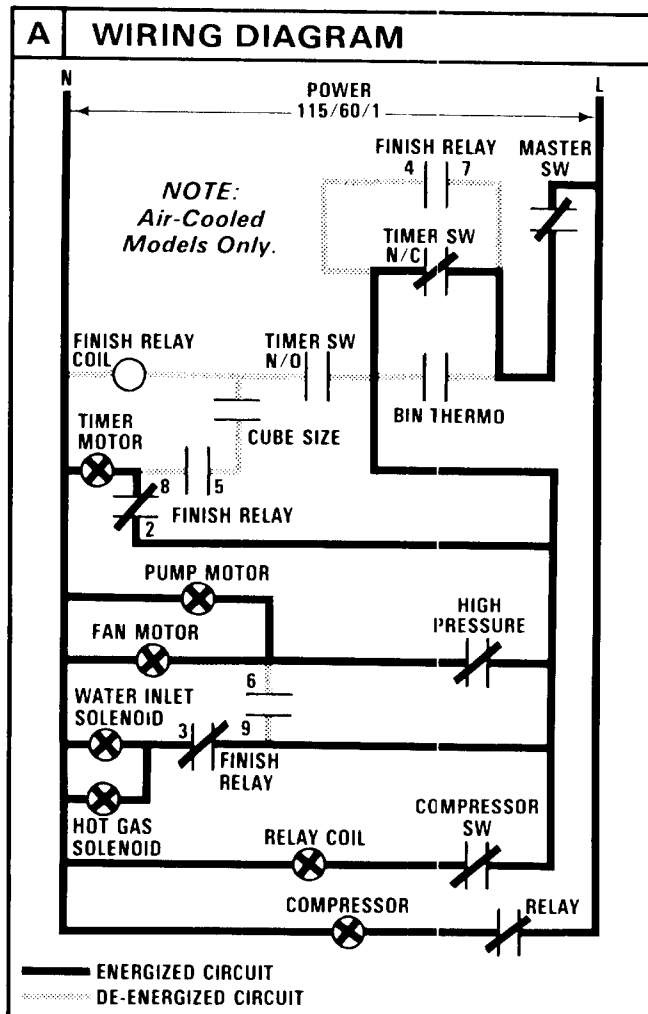 A WIRING DIAGRAM
N
L
POWER
115/60/1
FINISH RELAY
4 7
MASTER
SW
NOTE:
Air-Cooled
Models Only.
TIMER SW
N/C
FINISH RELAY
COIL
TIMER SW
N/O
BIN THERMO
CUBE SIZE
TIMER
MOTOR
8 5
2
FINISH RELAY
PUMP MOTOR
HIGH
PRESSURE
FAN MOTOR
6
WATER INLET
SOLENOID
3 9
FINISH
RELAY
HOT GAS
SOLENOID
COMPRESSOR
SW
RELAY COIL
COMPRESSOR
RELAY
ENERGIZED CIRCUIT
DE-ENERGIZED CIRCUIT